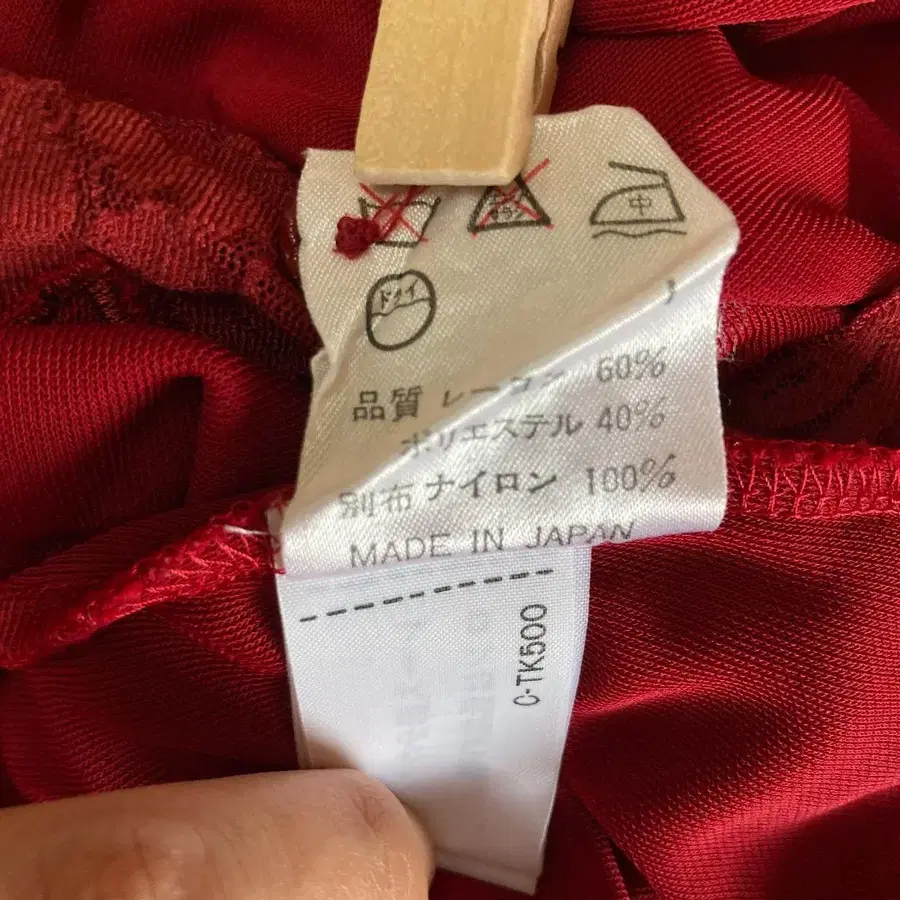 中
ドライ
品質 レーヨン 60%
ポリエステル 40%
別布 ナイロン 100%
MADE IN JAPAN
C-TK500